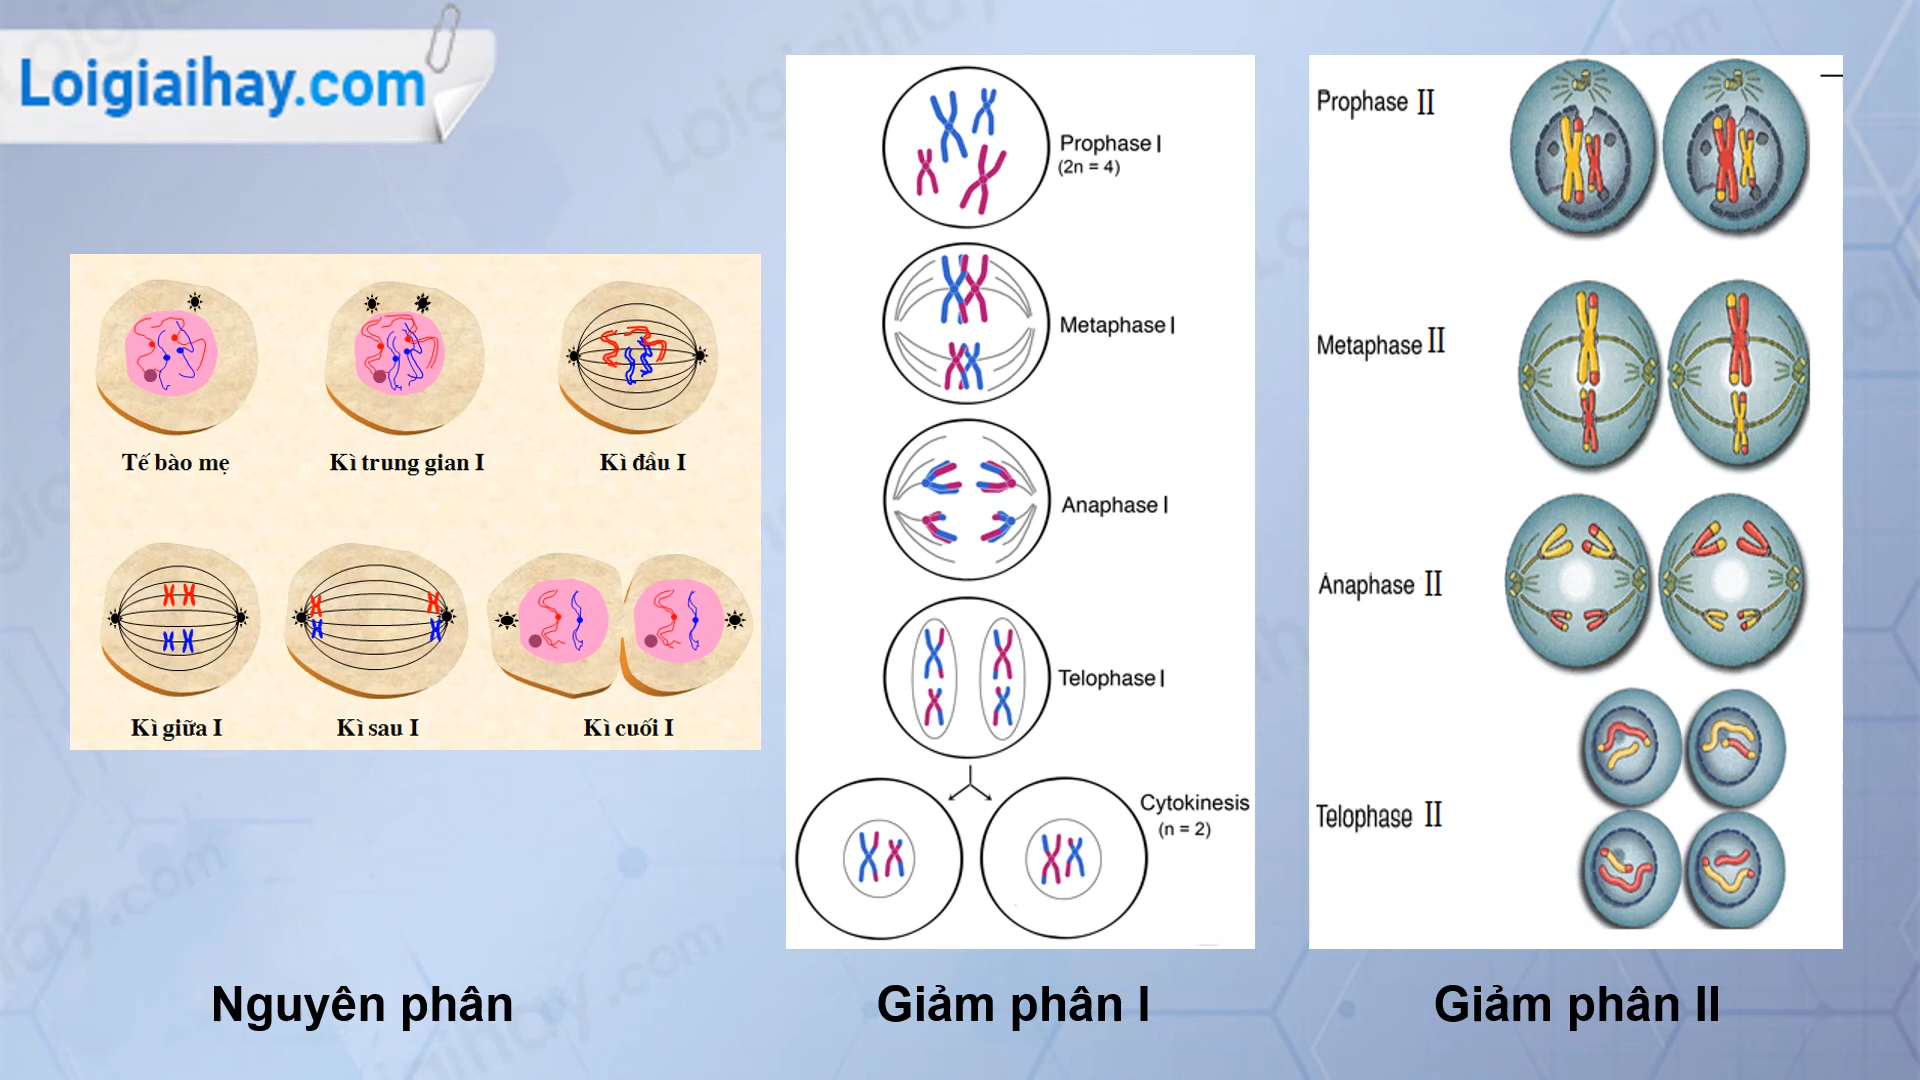 Loigiaihay.com
Tế bào mẹ
Kì trung gian I
Kì đầu I
Kì giữa I
Kì sau I
Kì cuối I
Nguyên phân
Prophase I
(2n = 4)
Metaphase I
Anaphase I
Telophase I
Cytokinesis
(n = 2)
Giảm phân I
Prophase II
Metaphase II
Anaphase II
Telophase II
Giảm phân II